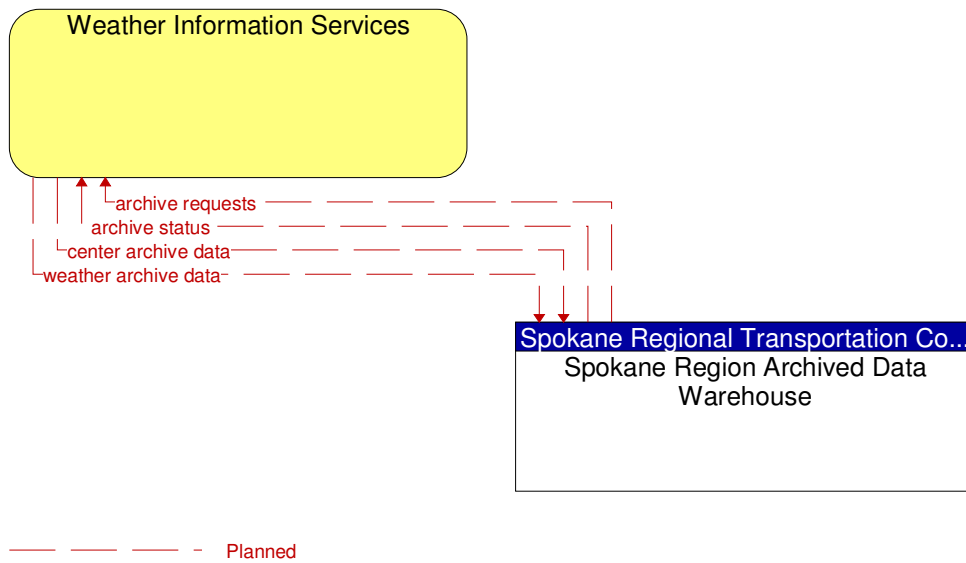 Weather Information Services
archive requests
archive status
center archive data
weather archive data
Spokane Regional Transportation Co...
Spokane Region Archived Data
Warehouse
Planned